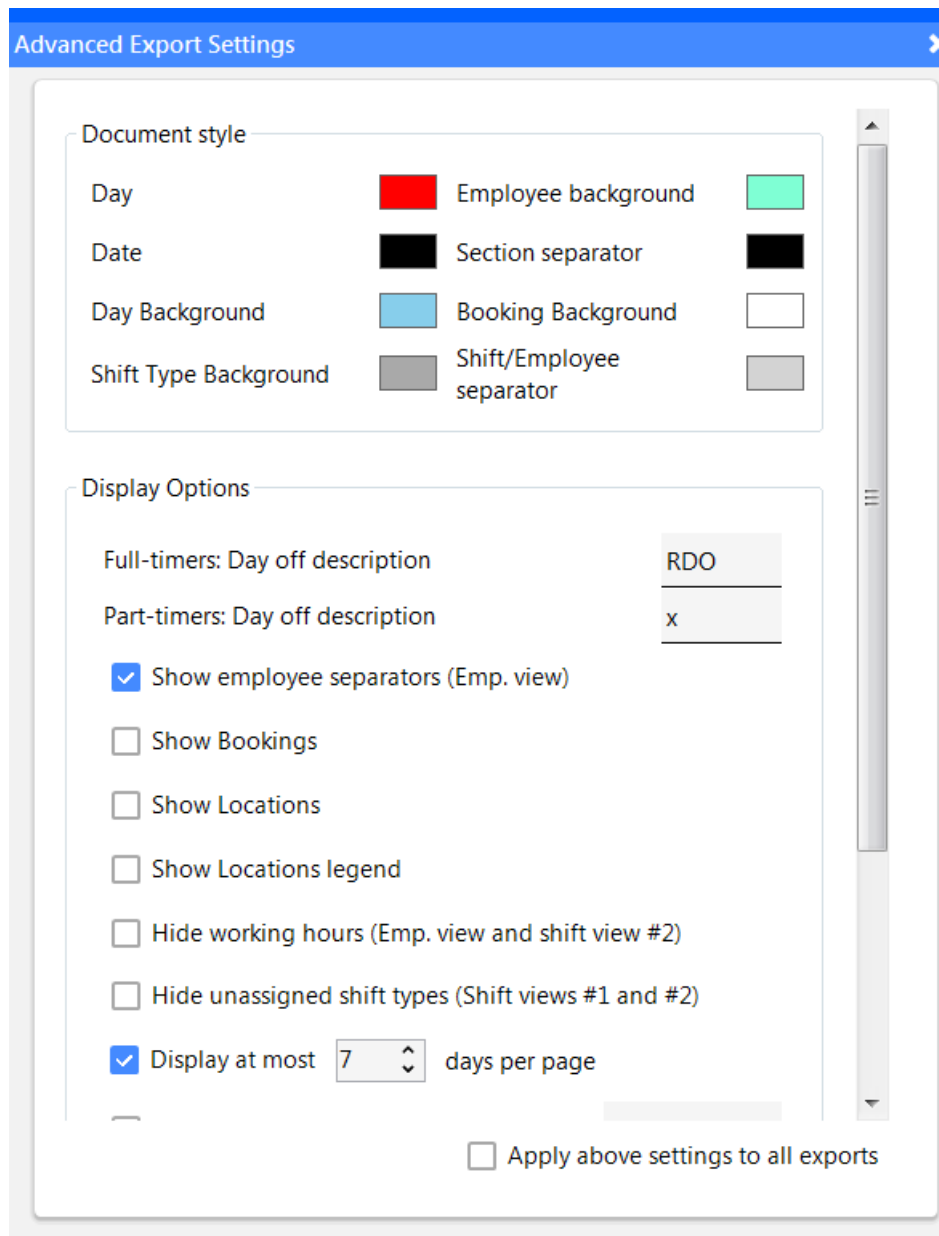 Advanced Export Settings
Document style
Day
Employee background
Date
Section separator
Day Background
Booking Background
Shift Type Background
Shift/Employee
separator
Display Options
Full-timers: Day off description
RDO
Part-timers: Day off description
x
Show employee separators (Emp. view)
Show Bookings
Show Locations
Show Locations legend
Hide working hours (Emp. view and shift view #2)
Hide unassigned shift types (Shift views #1 and #2)
Display at most 7 days per page
Apply above settings to all exports